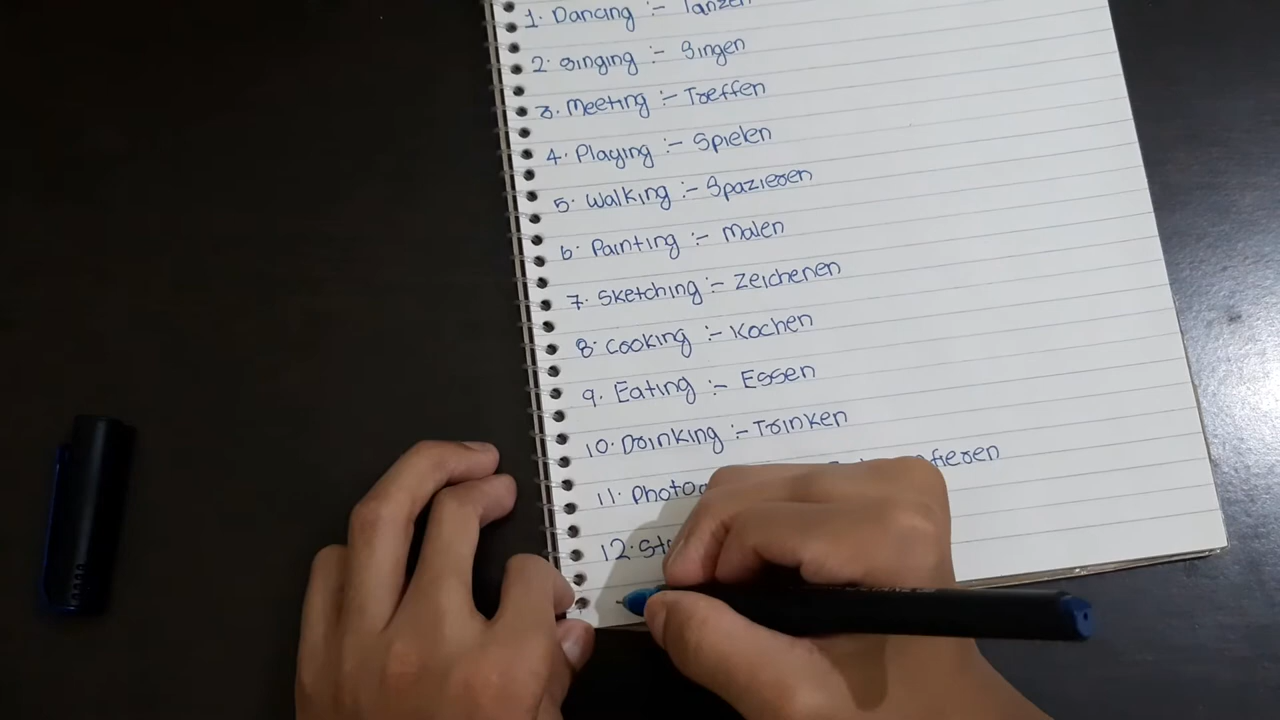 1. Dancing :- Tanzen
2. Singing :- Singen
3. Meeting :- Treffen
4. Playing :- Spielen
5. Walking :- Spazieren
6. Painting :- Malen
7. Sketching :- Zeichenen
8. Cooking :- Kochen
9. Eating :- Essen
10. Drinking :- Trinken
11.
12.